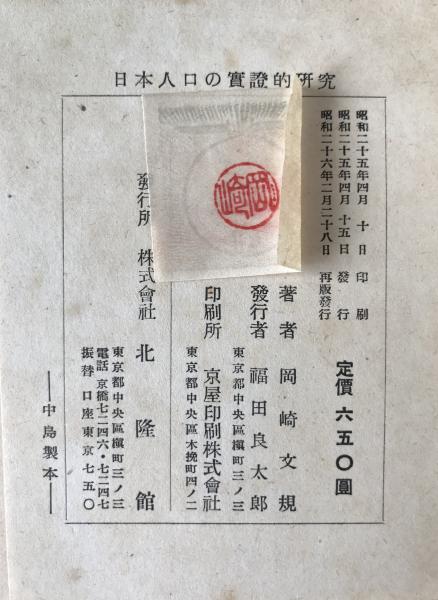 日本人口の實證的研究
昭和二十五年四月 十日 印刷
昭和二十五年四月 十五日 發行
昭和二十六年二月二十八日 再版發行
定價 六五〇圓
著者 岡崎文規
發行者 福田良太郎
東京都中央區槇町三ノ三
印刷所 京屋印刷株式會社
東京都中央區木挽町四ノ二
發行所 株式會社 北隆館
東京都中央區槇町三ノ三
電話 京橋七二四六・七二四七
振替 口座東京七五〇
岡崎
―中島製本―